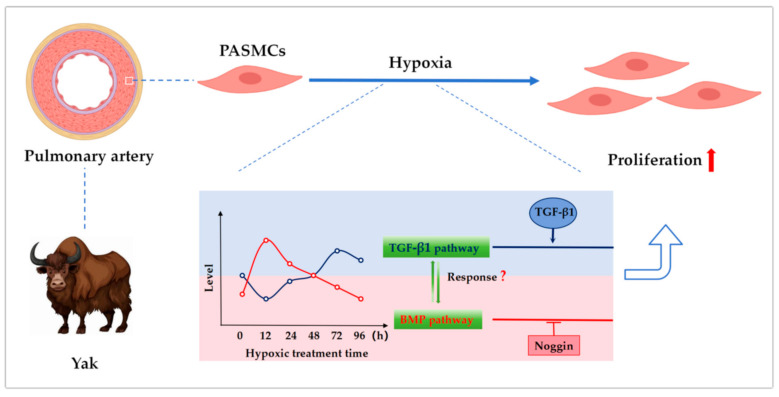 PASMCs
Hypoxia
Pulmonary artery
Proliferation
TGF-β1
TGF-β1 pathway
Response ?
BMP pathway
Noggin
Level
0 12 24 48 72 96 (h)
Hypoxic treatment time
Yak